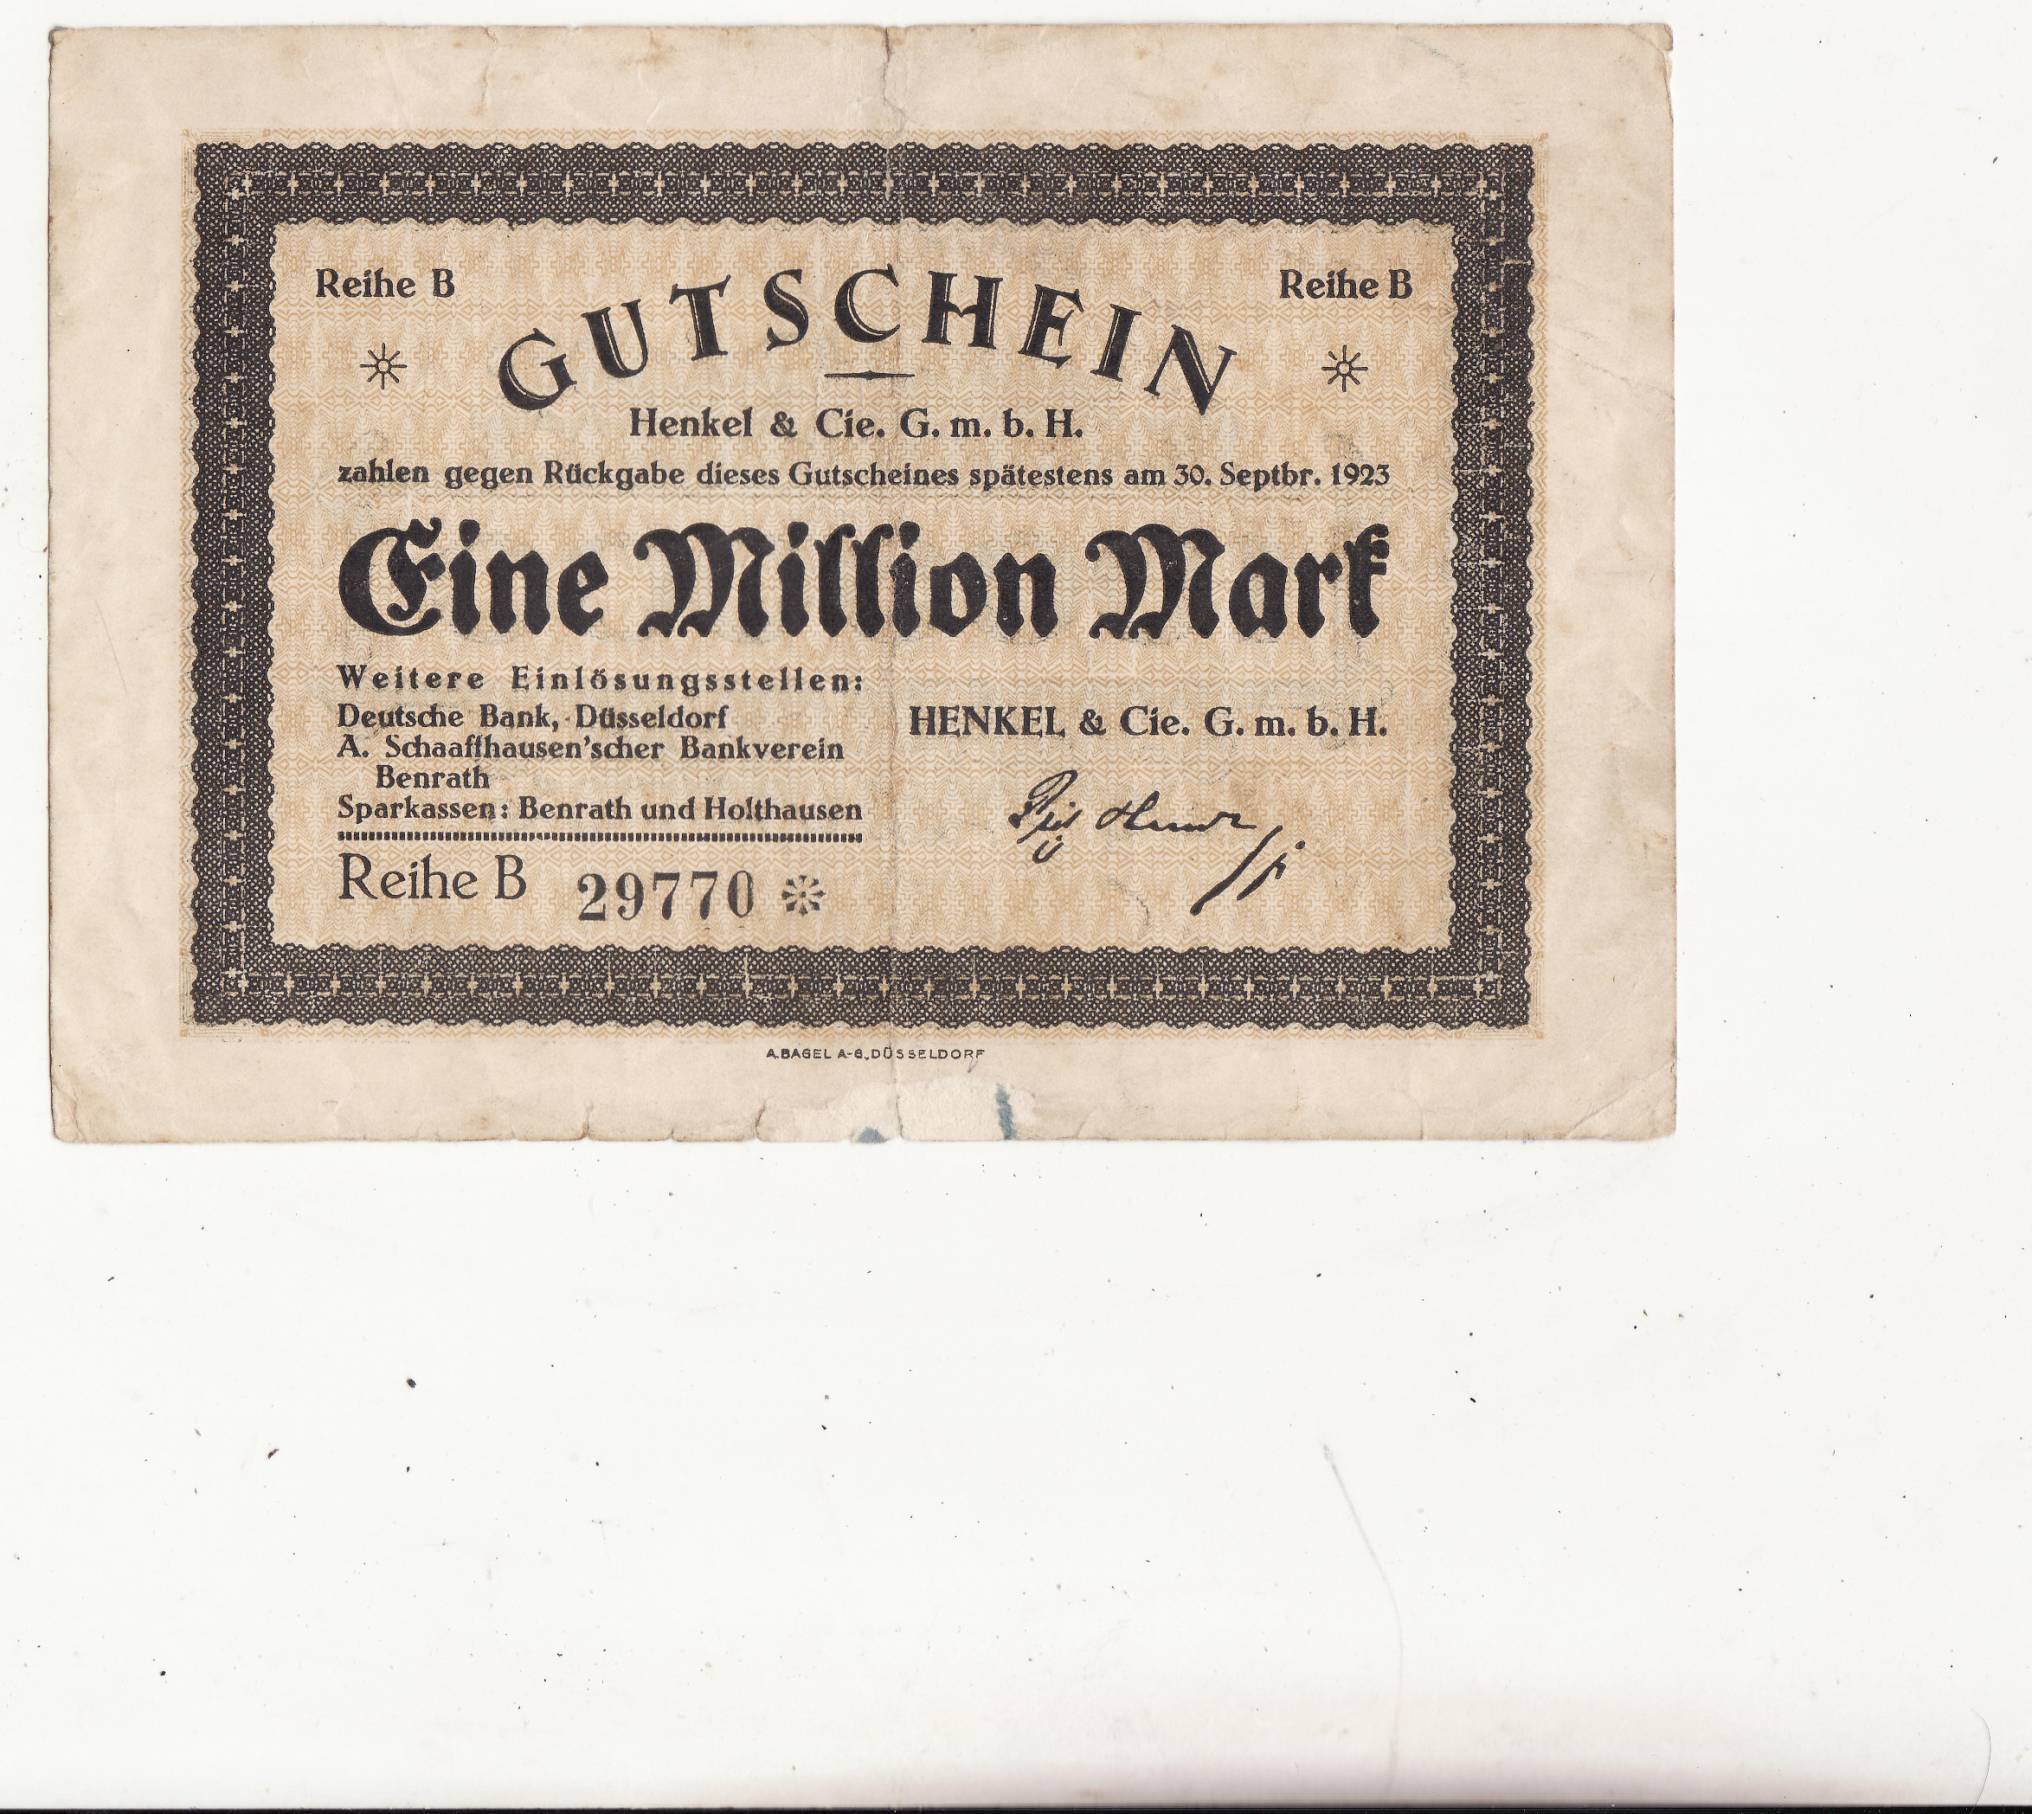 Reihe B
Reihe B
GUTSCHEIN
Henkel & Cie. G. m. b. H.
zahlen gegen Rückgabe dieses Gutscheines spätestens am 30. Septbr. 1923
Eine Million Mark
Weitere Einlösungsstellen:
Deutsche Bank, Düsseldorf
A. Schaaffhausen'scher Bankverein
Benrath
Sparkassen: Benrath und Holthausen
HENKEL & Cie. G. m. b. H.
Reihe B 29770
A. BAGEL A-G., DÜSSELDORF